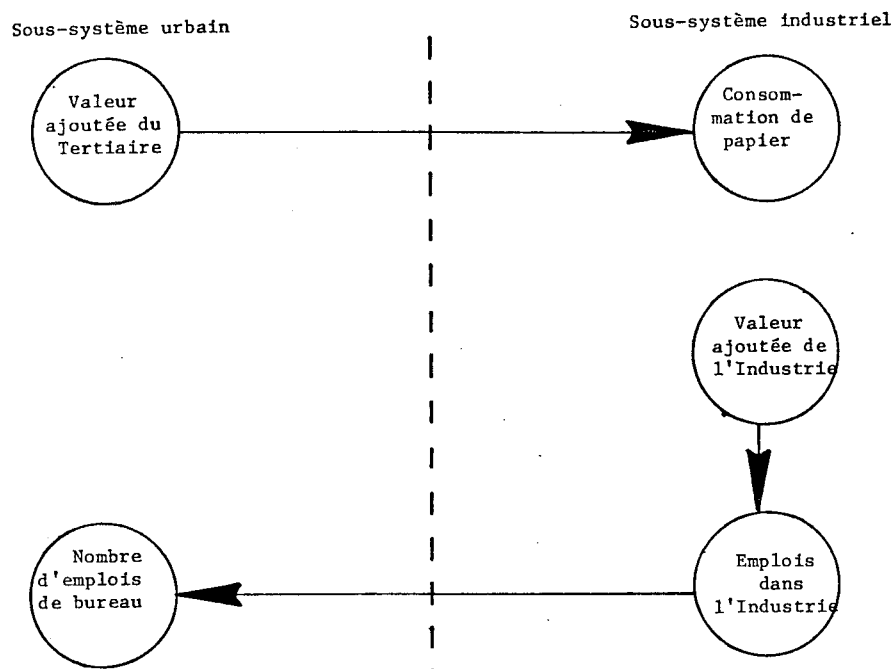 Sous-système urbain
Sous-système industriel
Valeur
ajoutée du
Tertiaire
Consom-
mation de
papier
Valeur
ajoutée de
l'Industrie
Nombre
d'emplois
de bureau
Emplois
dans
l'Industrie